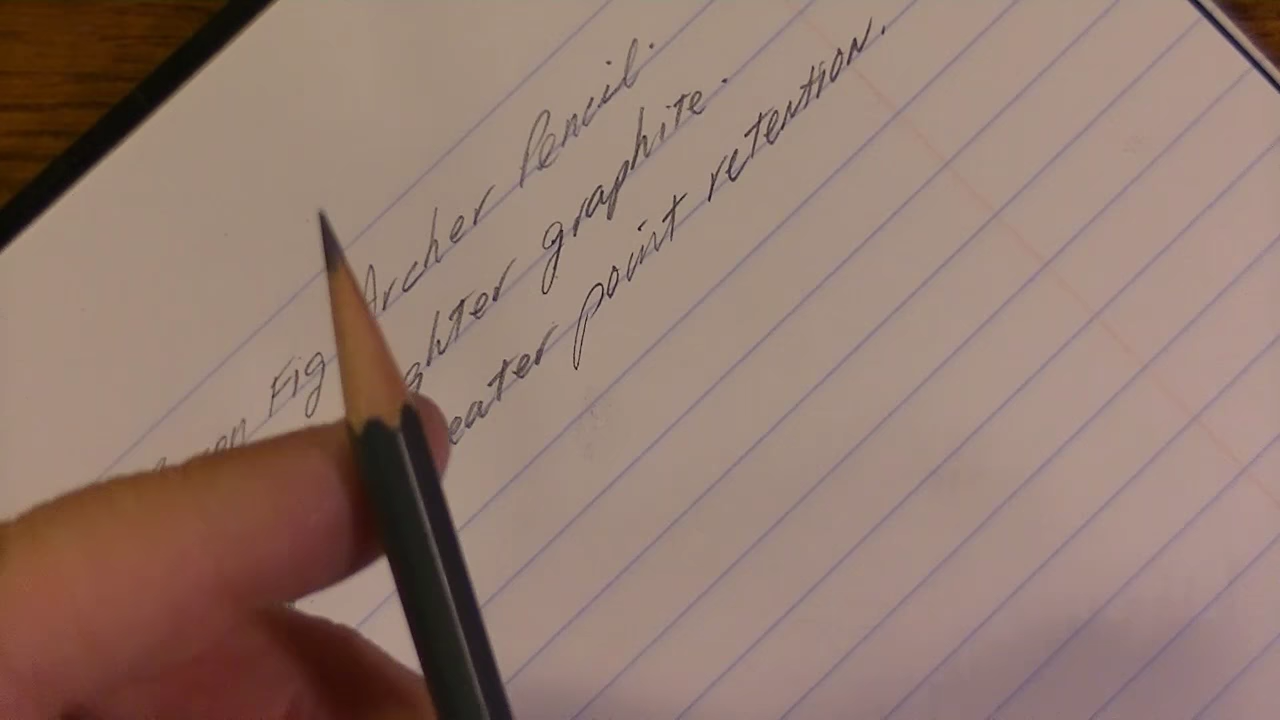 Fig Archer Pencil.
graphite.
point retention.